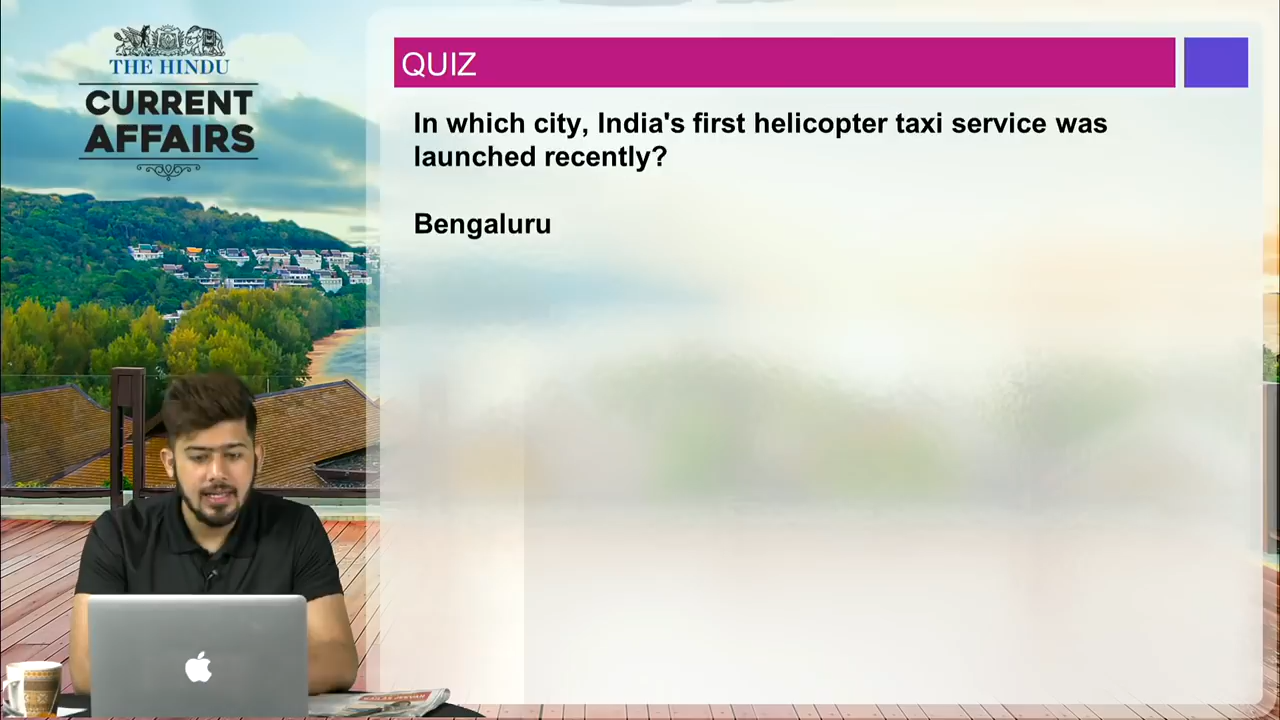 THE HINDU
CURRENT
AFFAIRS
QUIZ
In which city, India's first helicopter taxi service was
launched recently?
Bengaluru